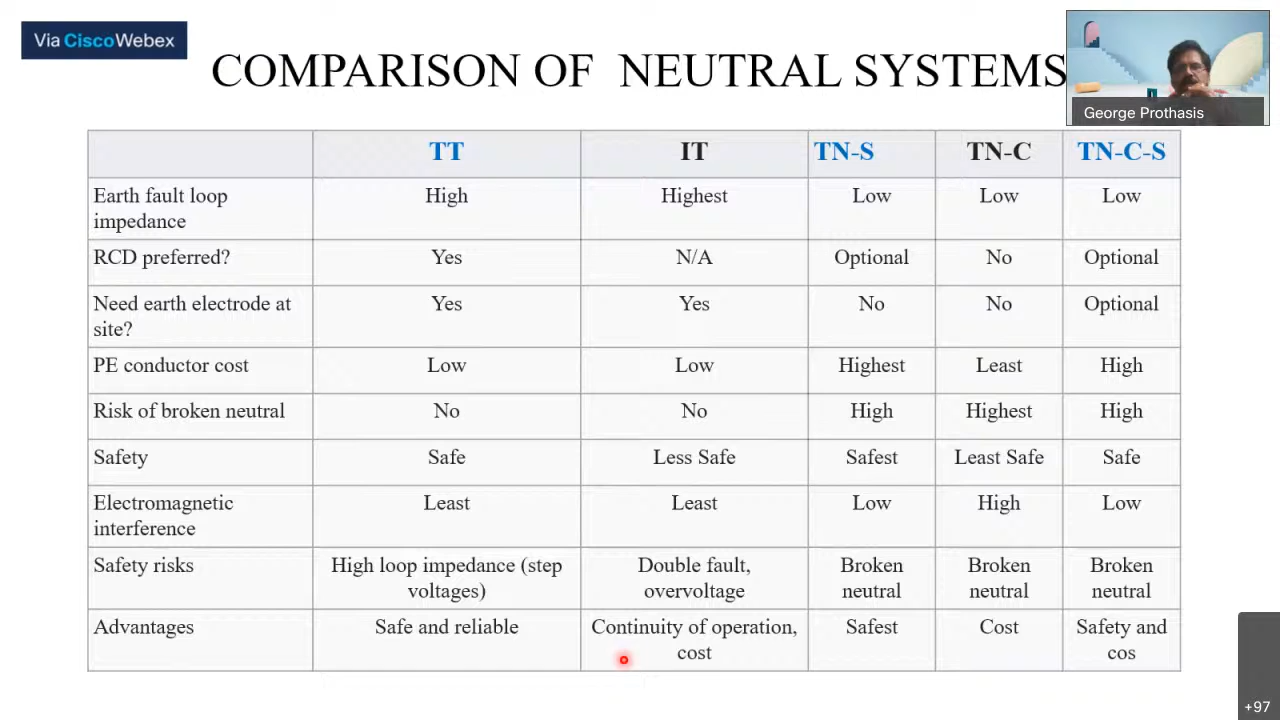 Via CiscoWebex
COMPARISON OF NEUTRAL SYSTEMS
George Prothasis
TT IT TN-S TN-C TN-C-S
Earth fault loop
impedance
High Highest Low Low Low
RCD preferred? Yes N/A Optional No Optional
Need earth electrode at
site?
Yes Yes No No Optional
PE conductor cost Low Low Highest Least High
Risk of broken neutral No No High Highest High
Safety Safe Less Safe Safest Least Safe Safe
Electromagnetic
interference
Least Least Low High Low
Safety risks
High loop impedance (step
voltages)
Double fault,
overvoltage
Broken
neutral
Broken
neutral
Broken
neutral
Advantages
Safe and reliable
Continuity of operation,
cost
Safest
Cost
Safety and
cos
+97